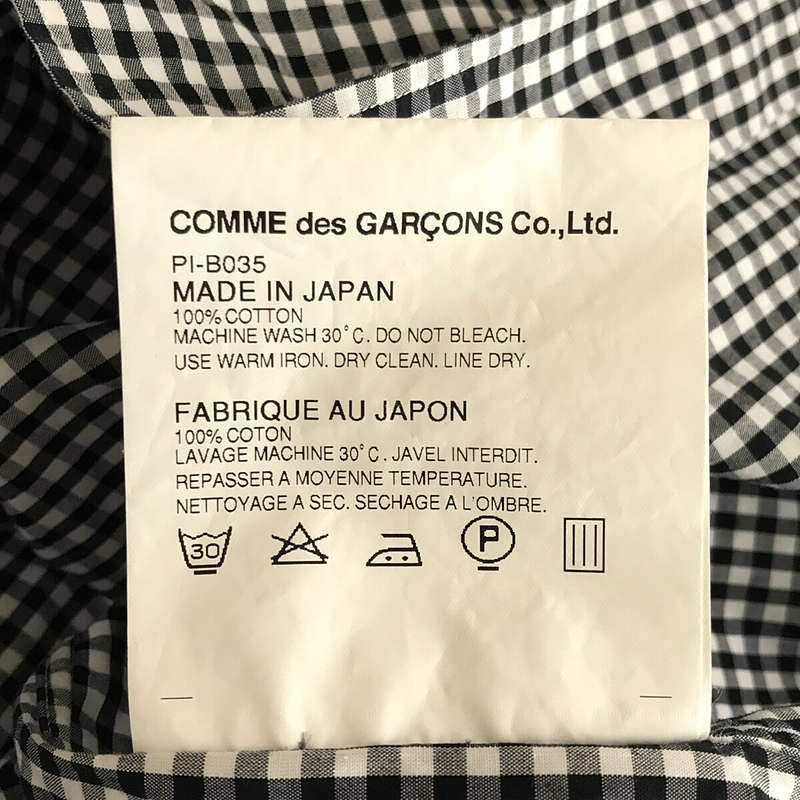 COMME des GARÇONS Co.,Ltd.
PI-B035
MADE IN JAPAN
100% COTTON
MACHINE WASH 30°C. DO NOT BLEACH.
USE WARM IRON. DRY CLEAN. LINE DRY.
FABRIQUE AU JAPON
100% COTON
LAVAGE MACHINE 30°C. JAVEL INTERDIT.
REPASSER A MOYENNE TEMPERATURE.
NETTOYAGE A SEC. SECHAGE A L'OMBRE.
30 P